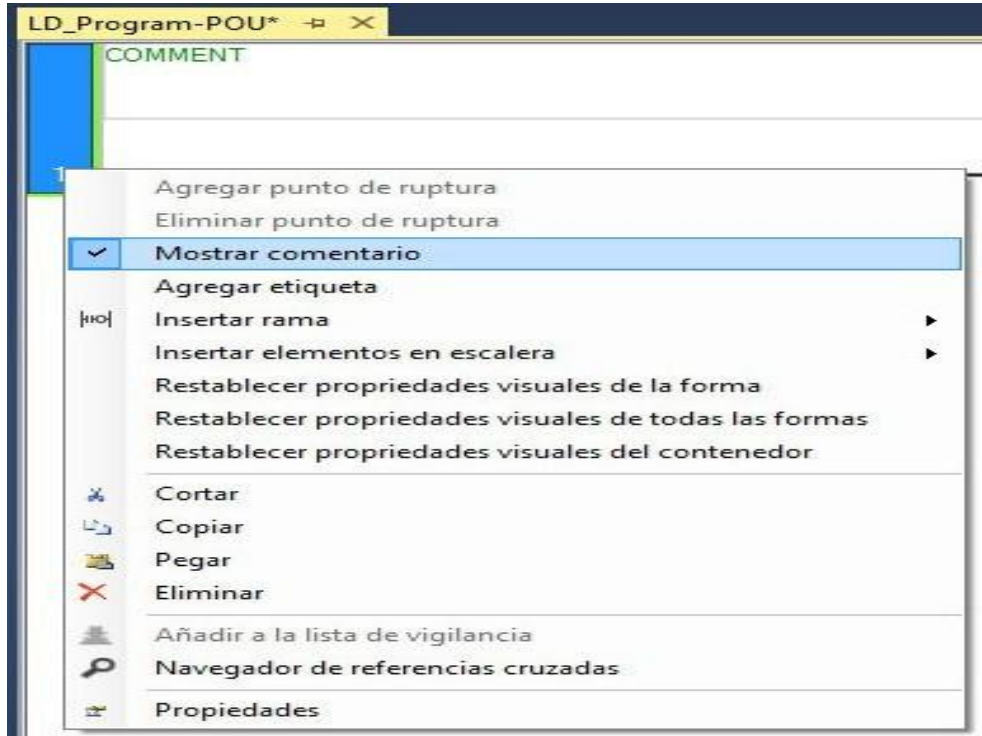 LD_Program-POU*
COMMENT
1
Agregar punto de ruptura
Eliminar punto de ruptura
Mostrar comentario
Agregar etiqueta
Insertar rama
Insertar elementos en escalera
Restablecer propriedades visuales de la forma
Restablecer propriedades visuales de todas las formas
Restablecer propriedades visuales del contenedor
Cortar
Copiar
Pegar
Eliminar
Añadir a la lista de vigilancia
Navegador de referencias cruzadas
Propiedades